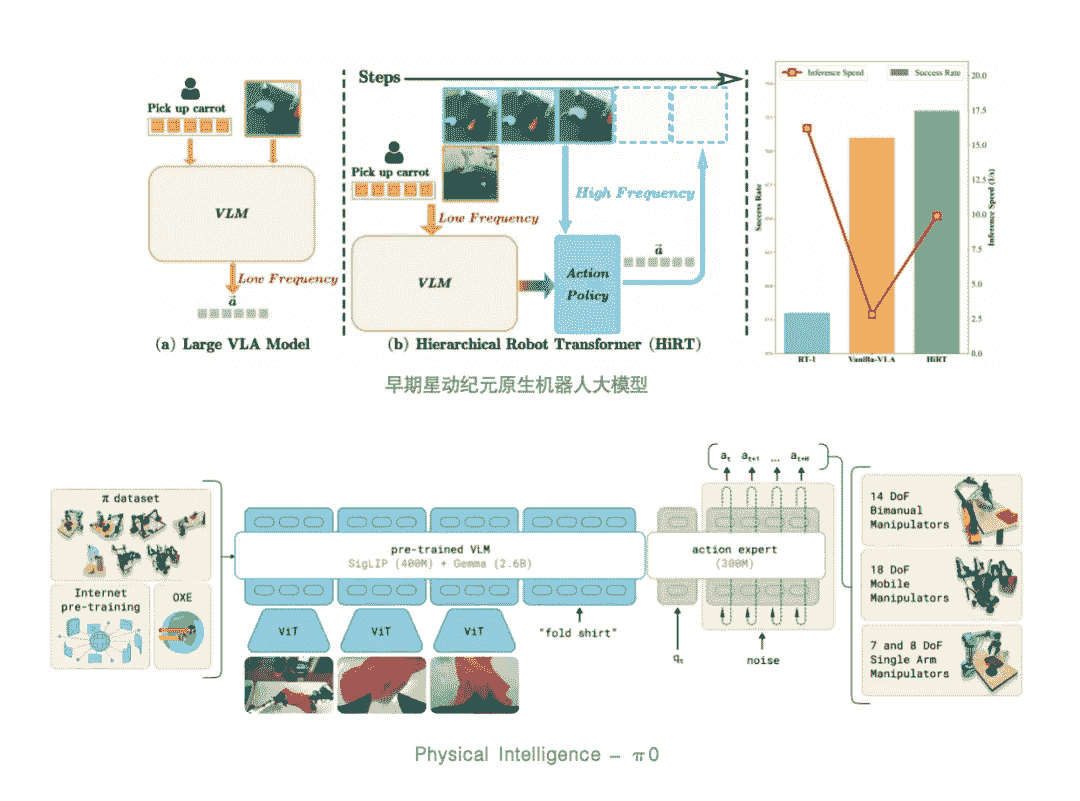 Steps
Pick up carrot
VLM
Low Frequency
a
(a) Large VLA Model
Pick up carrot
Low Frequency
High Frequency
VLM
Action
Policy
a
(b) Hierarchical Robot Transformer (HiRT)
Inference Speed
Success Rate
Success Rate
20.0
17.5
15.0
12.5
10.0
7.5
5.0
2.5
0.0
Inference Speed (1/s)
RT-1
Vanilla-VLA
HiRT
早期星动纪元原生机器人大模型
π dataset
Internet
pre-training
OXE
pre-trained VLM
SigLIP (400M) + Gemma (2.6B)
ViT
ViT
ViT
"fold shirt"
at at+1 ... at+H
action expert
(300M)
qt
noise
14 DoF
Bimanual
Manipulators
18 DoF
Mobile
Manipulators
7 and 8 DoF
Single Arm
Manipulators
Physical Intelligence – π0